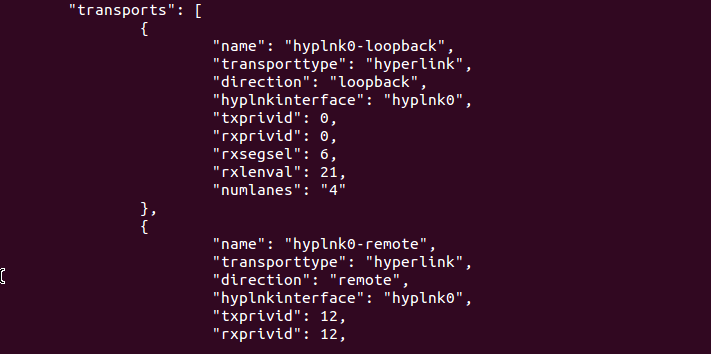 "transports": [
{
"name": "hyplnk0-loopback",
"transporttype": "hyperlink",
"direction": "loopback",
"hyplnkinterface": "hyplnk0",
"txprivid": 0,
"rxprivid": 0,
"rxsegsel": 6,
"rxlenval": 21,
"numlanes": "4"
},
{
"name": "hyplnk0-remote",
"transporttype": "hyperlink",
"direction": "remote",
"hyplnkinterface": "hyplnk0",
"txprivid": 12,
"rxprivid": 12,